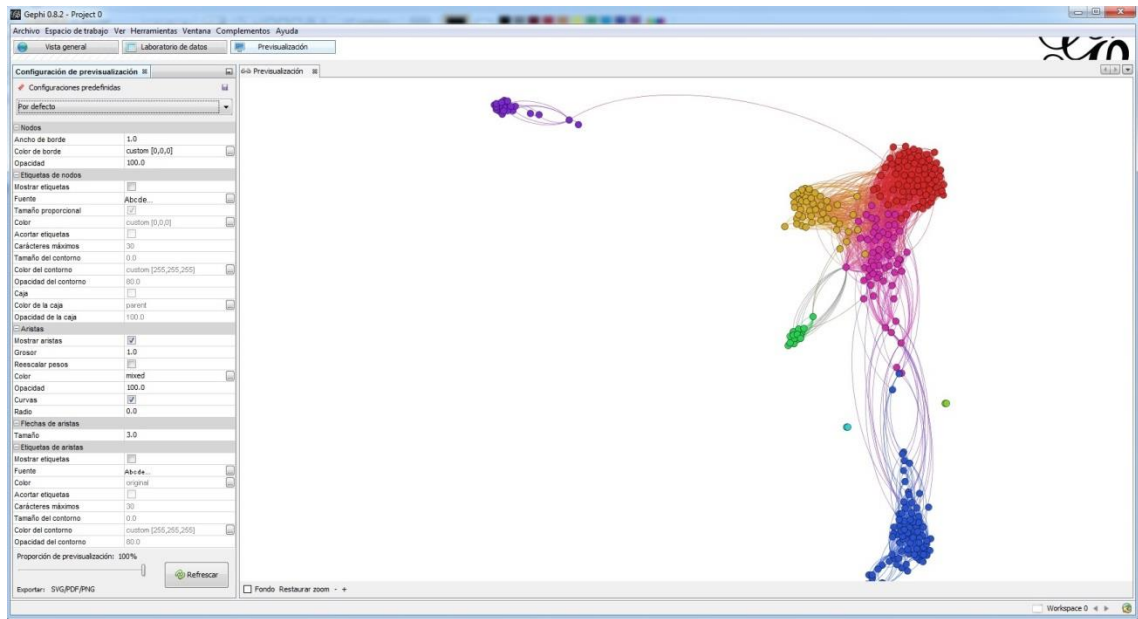 Gephi 0.8.2 - Project 0
Archivo Espacio de trabajo Ver Herramientas Ventana Complementos Ayuda
Vista general Laboratorio de datos Previsualización
Configuración de previsualización
Previsualización
Configuraciones predefinidas
Por defecto
Nodos
Ancho de borde 1.0
Color de borde custom [0,0,0]
Opacidad 100.0
Etiquetas de nodos
Mostrar etiquetas
Fuente Abcde...
Tamaño proporcional
Color custom [0,0,0]
Acortar etiquetas
Carácteres máximos 30
Tamaño del contorno 0.0
Color del contorno custom [255,255,255]
Opacidad del contorno 80.0
Caja
Color de la caja parent
Opacidad de la caja 100.0
Aristas
Mostrar aristas
Grosor 1.0
Reescalar pesos
Color mixed
Opacidad 100.0
Curvas
Radio 0.0
Flechas de aristas
Tamaño 3.0
Etiquetas de aristas
Mostrar etiquetas
Fuente Abcde...
Color original
Acortar etiquetas
Carácteres máximos 30
Tamaño del contorno 0.0
Color del contorno custom [255,255,255]
Opacidad del contorno 80.0
Proporción de previsualización: 100%
Refrescar
Exportar: SVG/PDF/PNG
Fondo Restaurar zoom - +
Workspace 0